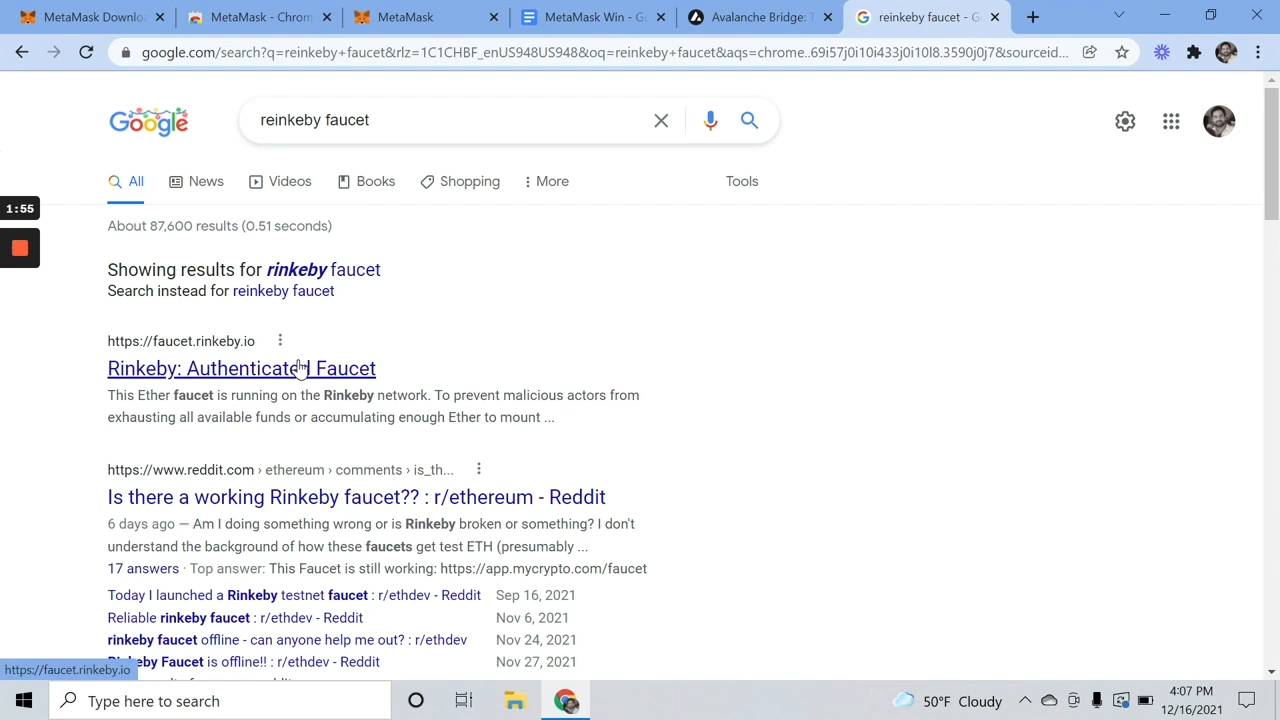 MetaMask Downloa
metamask - Chrom
MetaMask
MetaMask Win - G
Avalanche Bridge: T
rinkeby faucet - G
google.com/search?q=reinkeby+faucet&rlz=1C1CHBF_enUS948US948&oq=reinkeby+faucet&aqs=chrome..69i57j0i10i433j0i10l8.3590j0j7&sourceid...
Google
reinkeby faucet
All
News
Videos
Books
Shopping
More
Tools
1:55
About 87,600 results (0.51 seconds)
Showing results for rinkeby faucet
Search instead for reinkeby faucet
https://faucet.rinkeby.io
Rinkeby: Authenticated Faucet
This Ether faucet is running on the Rinkeby network. To prevent malicious actors from
exhausting all available funds or accumulating enough Ether to mount ...
https://www.reddit.com › ethereum › comments › is_th...
Is there a working Rinkeby faucet?? : r/ethereum - Reddit
6 days ago — Am I doing something wrong or is Rinkeby broken or something? I don't
understand the background of how these faucets get test ETH (presumably ...
17 answers · Top answer: This Faucet is still working: https://app.mycrypto.com/faucet
Today I launched a Rinkeby testnet faucet : r/ethdev - Reddit Sep 16, 2021
Reliable rinkeby faucet : r/ethdev - Reddit Nov 6, 2021
rinkeby faucet offline - can anyone help me out? : r/ethdev Nov 24, 2021
Rinkeby Faucet is offline!! : r/ethdev - Reddit Nov 27, 2021
https://faucet.rinkeby.io
Type here to search
50°F Cloudy
4:07 PM
12/16/2021